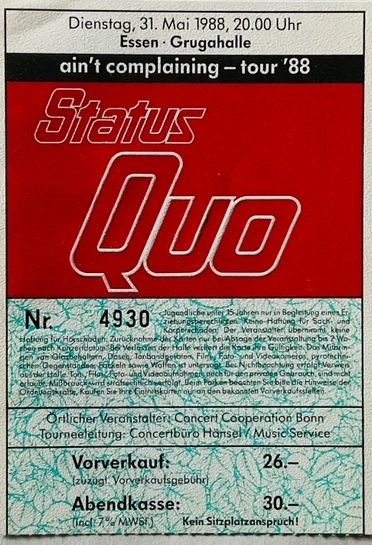 Dienstag, 31. Mai 1988, 20.00 Uhr
Essen · Grugahalle
ain't complaining – tour '88
Status
Quo
Nr. 4930
Jugendliche unter 15 Jahren nur in Begleitung eines Er-
ziehungsberechtigten. Keine Haftung für Sach- und
Körperschäden. Der Veranstalter übernimmt keine
Haftung für Hörschäden. Zurücknahme der Karten nur bei Absage der Veranstaltung bis 2 Wo-
chen nach Konzertdatum. Bei Verlassen der Halle verliert die Karte ihre Gültigkeit. Das Mitbrin-
gen von Glasbehältern, Dosen, Tonbandgeräten, Film-, Foto- und Videokameras, pyrotechni-
schen Gegenständen, Fackeln sowie Waffen ist untersagt. Bei Nichtbeachtung erfolgt Verweis
aus der Halle. Ton-, Film-, Foto- und Videoaufnahmen, auch für den privaten Gebrauch, sind nicht
erlaubt. Mißbrauch wird strafrechtlich verfolgt. Beim Parken beachten Sie bitte die Hinweise der
Ordnungskräfte. Kaufen Sie Ihre Eintrittskarten nur an den bekannten Vorverkaufsstellen.
Örtlicher Veranstalter: Concert Cooperation Bonn
Tourneeleitung: Concertbüro Hänsel / Music Service
Vorverkauf: 26.–
(zuzügl. Vorverkaufsgebühr)
Abendkasse: 30.–
(incl. 7% MWSt.) Kein Sitzplatzanspruch!